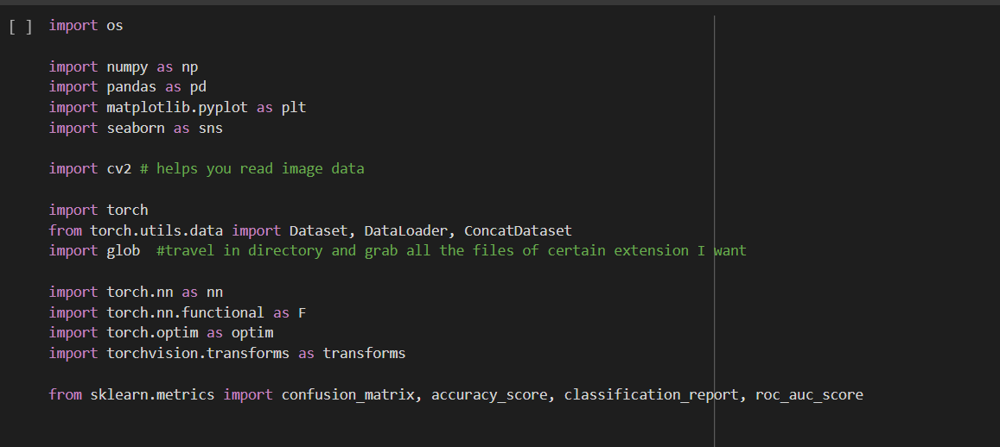 [ ] import os
import numpy as np
import pandas as pd
import matplotlib.pyplot as plt
import seaborn as sns
import cv2 # helps you read image data
import torch
from torch.utils.data import Dataset, DataLoader, ConcatDataset
import glob  #travel in directory and grab all the files of certain extension I want
import torch.nn as nn
import torch.nn.functional as F
import torch.optim as optim
import torchvision.transforms as transforms
from sklearn.metrics import confusion_matrix, accuracy_score, classification_report, roc_auc_score